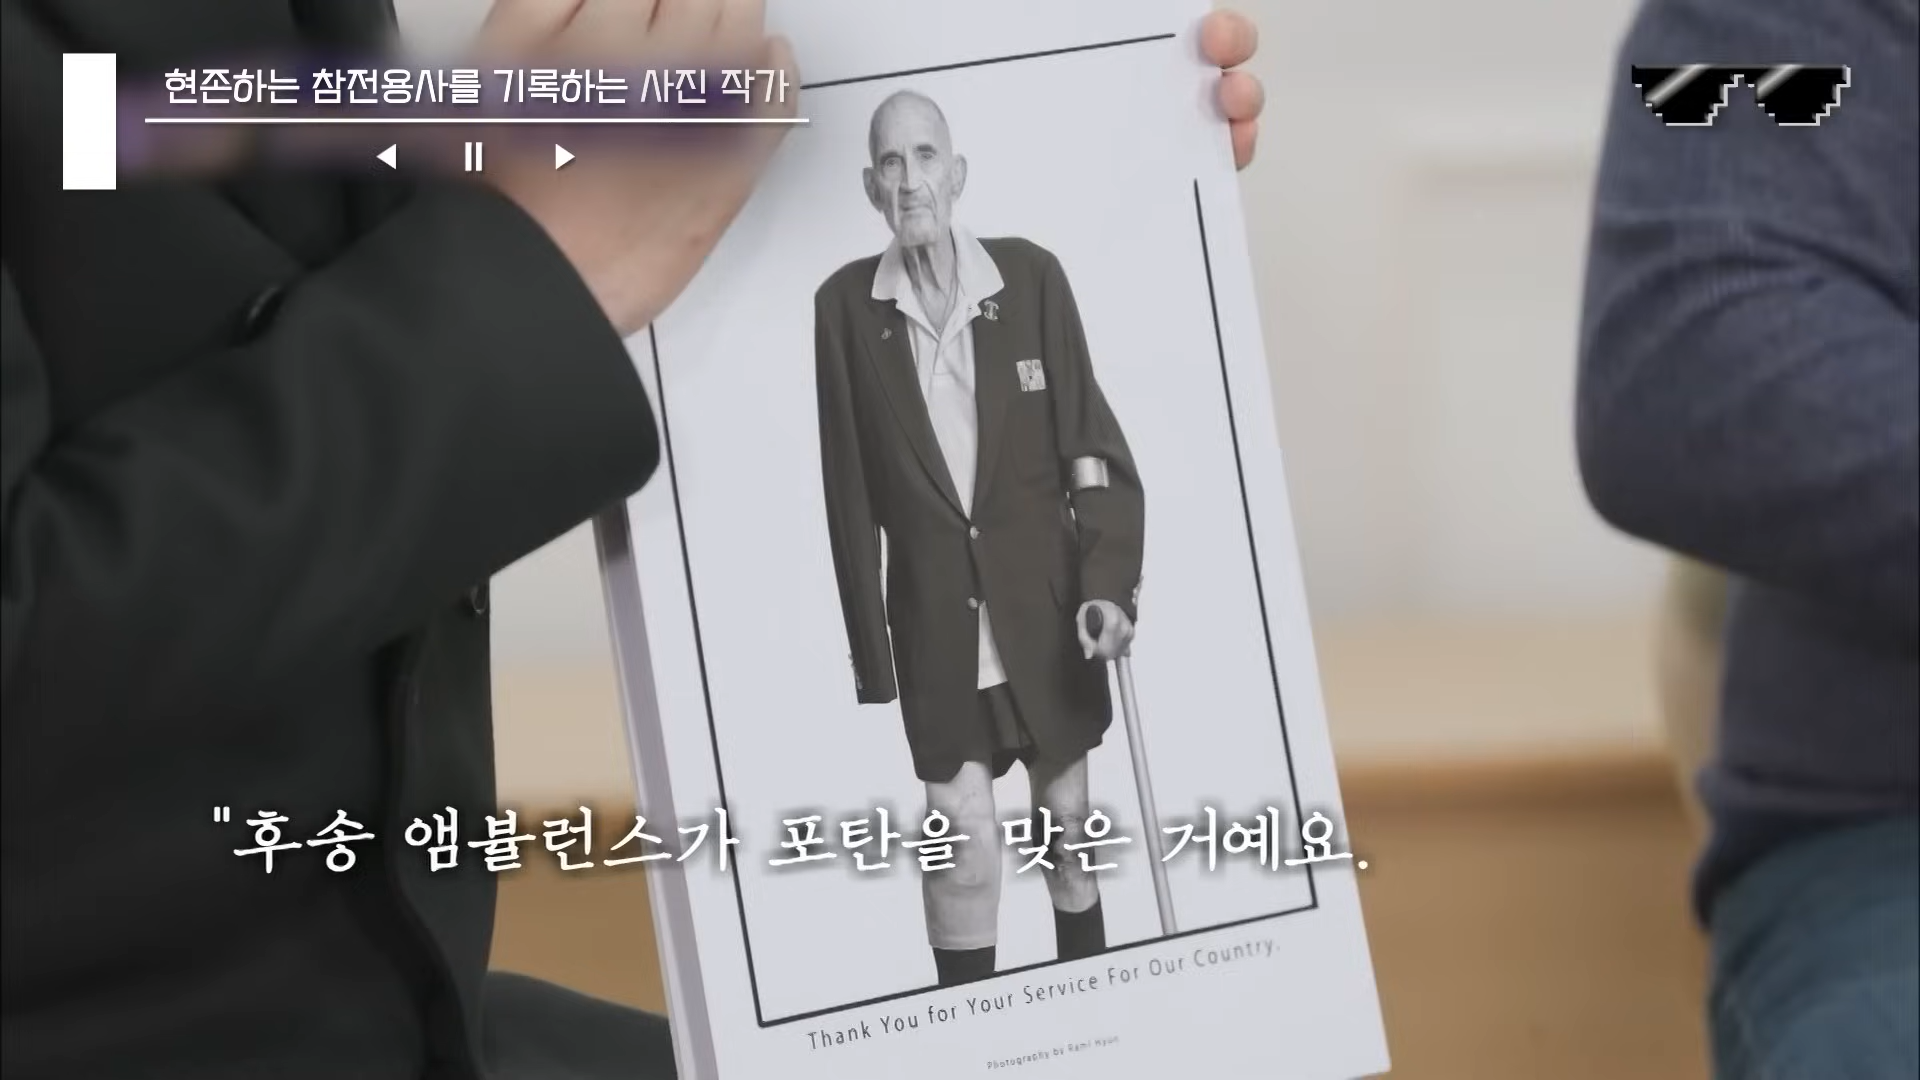 현존하는 참전용사를 기록하는 사진 작가
"후송 앰뷸런스가 포탄을 맞은 거예요.
Thank You for Your Service For Our Country.
Photography by Rami Hyun